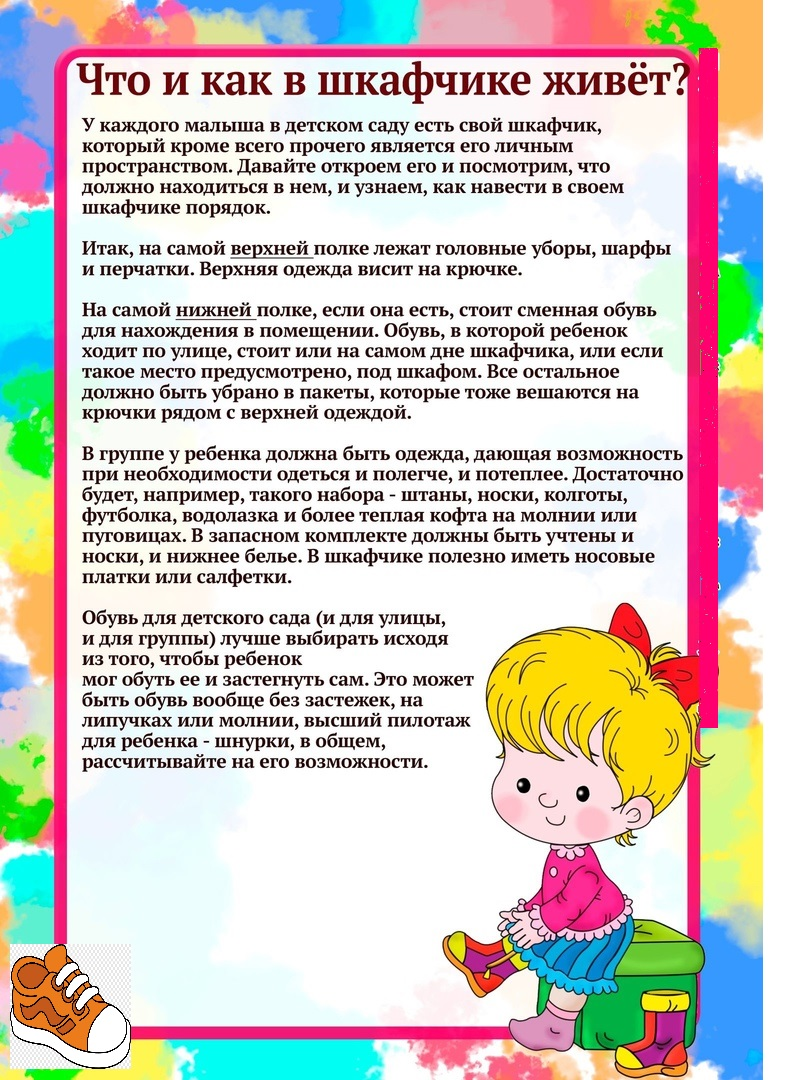 Что и как в шкафчике живёт?
У каждого малыша в детском саду есть свой шкафчик,
который кроме всего прочего является его личным
пространством. Давайте откроем его и посмотрим, что
должно находиться в нем, и узнаем, как навести в своем
шкафчике порядок.
Итак, на самой верхней полке лежат головные уборы, шарфы
и перчатки. Верхняя одежда висит на крючке.
На самой нижней полке, если она есть, стоит сменная обувь
для нахождения в помещении. Обувь, в которой ребенок
ходит по улице, стоит или на самом дне шкафчика, или если
такое место предусмотрено, под шкафом. Все остальное
должно быть убрано в пакеты, которые тоже вешаются на
крючки рядом с верхней одеждой.
В группе у ребенка должна быть одежда, дающая возможность
при необходимости одеться и полегче, и потеплее. Достаточно
будет, например, такого набора - штаны, носки, колготы,
футболка, водолазка и более теплая кофта на молнии или
пуговицах. В запасном комплекте должны быть учтены и
носки, и нижнее белье. В шкафчике полезно иметь носовые
платки или салфетки.
Обувь для детского сада (и для улицы,
и для группы) лучше выбирать исходя
из того, чтобы ребенок
мог обуть ее и застегнуть сам. Это может
быть обувь вообще без застежек, на
липучках или молнии, высший пилотаж
для ребенка - шнурки, в общем,
рассчитывайте на его возможности.